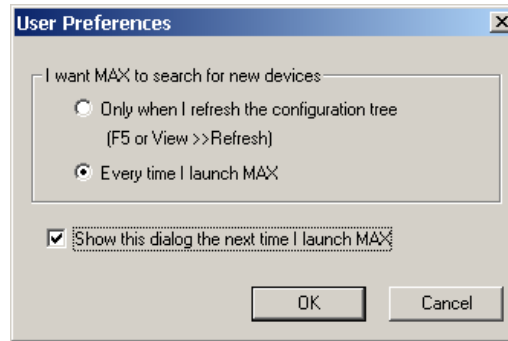 User Preferences
I want MAX to search for new devices
Only when I refresh the configuration tree
(F5 or View >>Refresh)
Every time I launch MAX
Show this dialog the next time I launch MAX
OK Cancel